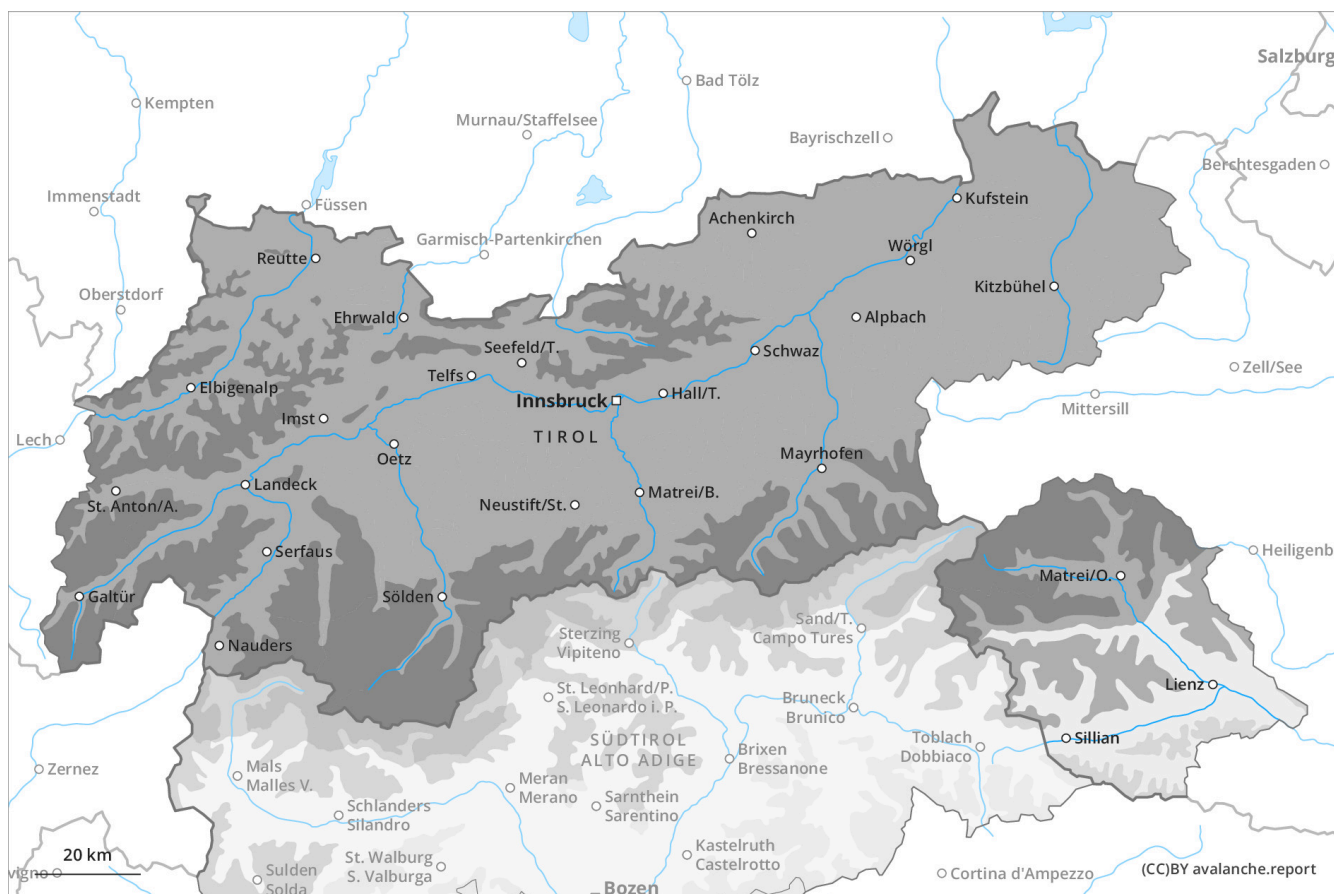 Salzburg
Bad Tölz
Kempten
Murnau/Staffelsee
Bayrischzell
Berchtesgaden
Immenstadt
Füssen
Kufstein
Achenkirch
Garmisch-Partenkirchen
Wörgl
Reutte
Kitzbühel
Oberstdorf
Ehrwald
Alpbach
Seefeld/T.
Schwaz
Zell/See
Telfs
Elbigenalp
Hall/T.
Innsbruck
Mittersill
Imst
TIROL
Lech
Oetz
Mayrhofen
Landeck
Matrei/B.
St. Anton/A.
Neustift/St.
Serfaus
Heiligenb
Matrei/O.
Galtür
Sölden
Sand/T.
Campo Tures
Sterzing
Vipiteno
Nauders
Lienz
St. Leonhard/P.
S. Leonardo i. P.
Bruneck
Brunico
SÜDTIROL
ALTO ADIGE
Sillian
Toblach
Dobbiaco
Brixen
Bressanone
Zernez
Mals
Malles V.
Meran
Merano
Sarnthein
Sarentino
Schlanders
Silandro
Kastelruth
Castelrotto
20 km
St. Walburg
S. Valburga
vigno
Sulden
Solda
Bozen
Cortina d'Ampezzo
(CC)BY avalanche.report